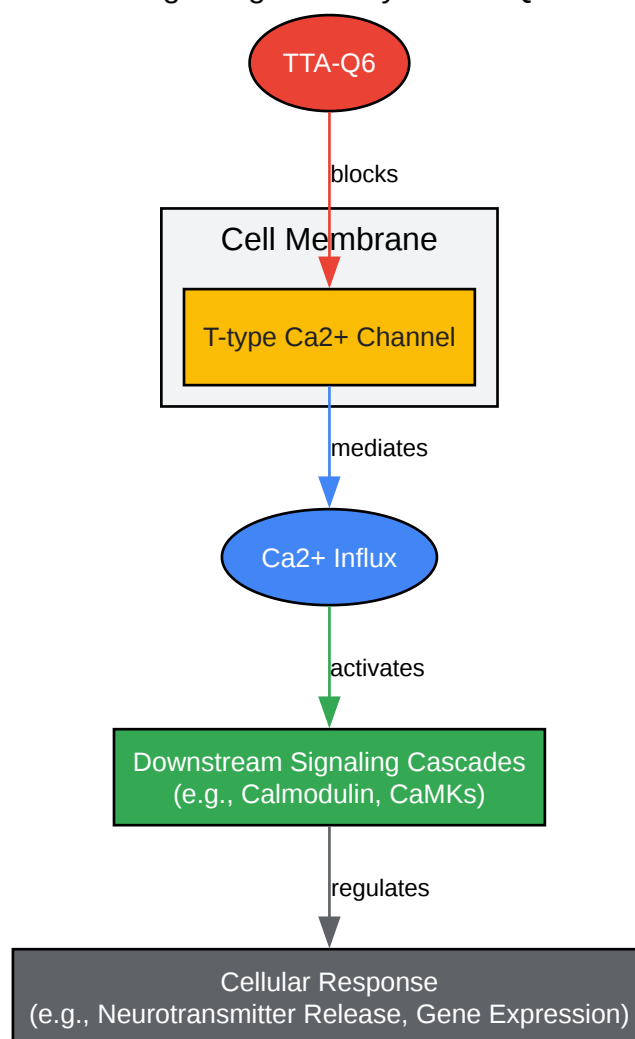 TTA-Q6
blocks
Cell Membrane
T-type Ca2+ Channel
mediates
Ca2+ Influx
activates
Downstream Signaling Cascades
(e.g., Calmodulin, CaMKs)
regulates
Cellular Response
(e.g., Neurotransmitter Release, Gene Expression)